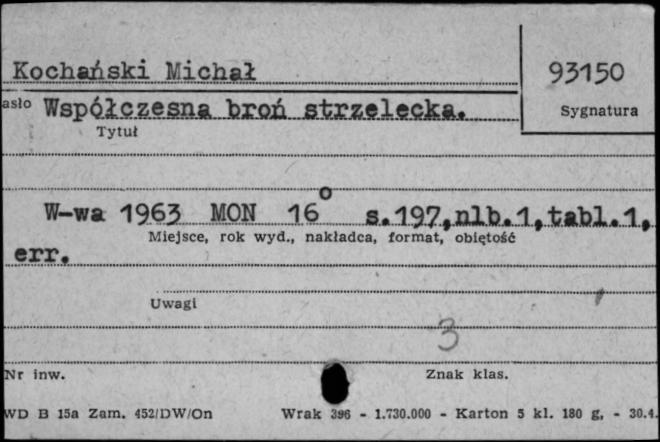 Kochański Michał
93150
asło Współczesna broń strzelecka.
Sygnatura
Tytuł
W-wa 1963 MON 16° s.197,nlb.1,tabl.1,
Miejsce, rok wyd., nakładca, format, objętość
err.
Uwagi
3
Nr inw.
Znak klas.
WD B 15a Zam. 452/DW/On Wrak 396 - 1.730.000 - Karton 5 kl. 180 g, - 30.4.